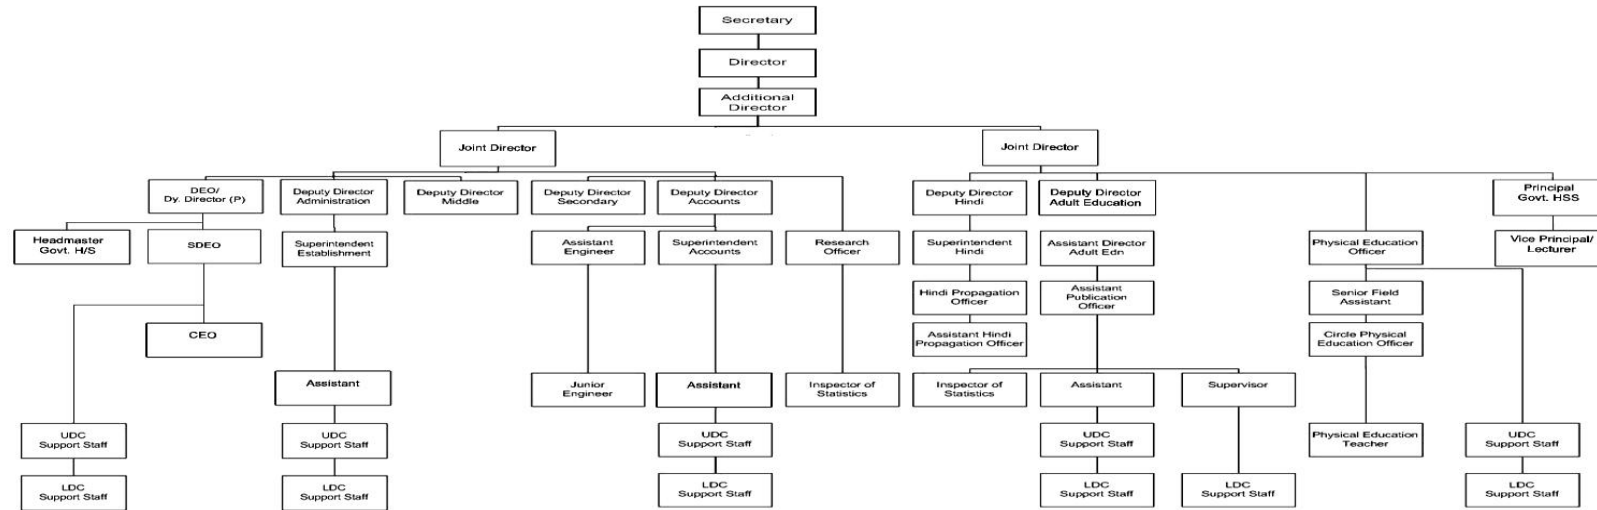 Secretary
Director
Additional
Director
Joint Director
Joint Director
DEO/
Dy. Director (P)
Deputy Director
Administration
Deputy Director
Middle
Deputy Director
Secondary
Deputy Director
Accounts
Deputy Director
Hindi
Deputy Director
Adult Education
Principal
Govt. HSS
Headmaster
Govt. H/S
SDEO
Superintendent
Establishment
Assistant
Engineer
Superintendent
Accounts
Research
Officer
Superintendent
Hindi
Assistant Director
Adult Edn
Physical Education
Officer
Vice Principal/
Lecturer
Hindi Propagation
Officer
Assistant
Publication
Officer
Senior Field
Assistant
CEO
Assistant Hindi
Propagation Officer
Circle Physical
Education Officer
Assistant
Junior
Engineer
Assistant
Inspector of
Statistics
Inspector of
Statistics
Assistant
Supervisor
UDC
Support Staff
UDC
Support Staff
UDC
Support Staff
UDC
Support Staff
Physical Education
Teacher
UDC
Support Staff
LDC
Support Staff
LDC
Support Staff
LDC
Support Staff
LDC
Support Staff
LDC
Support Staff
LDC
Support Staff